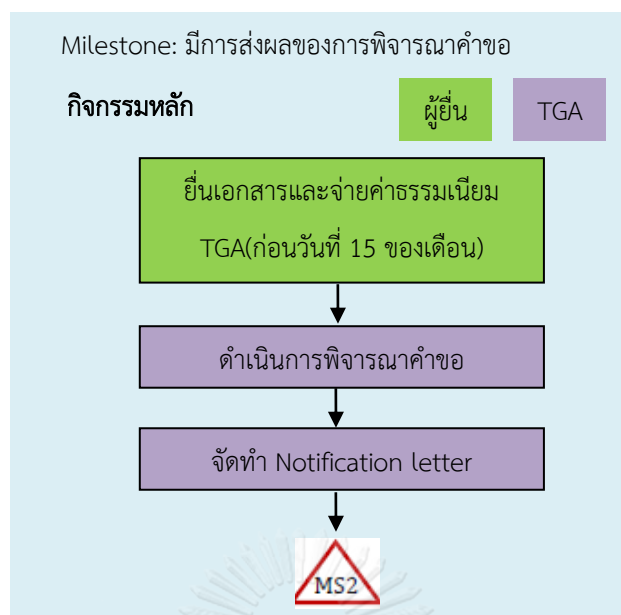 Milestone: มีการส่งผลของการพิจารณาคำขอ
กิจกรรมหลัก
ผู้ยื่น
TGA
ยื่นเอกสารและจ่ายค่าธรรมเนียม
TGA(ก่อนวันที่ 15 ของเดือน)
ดำเนินการพิจารณาคำขอ
จัดทำ Notification letter
MS2